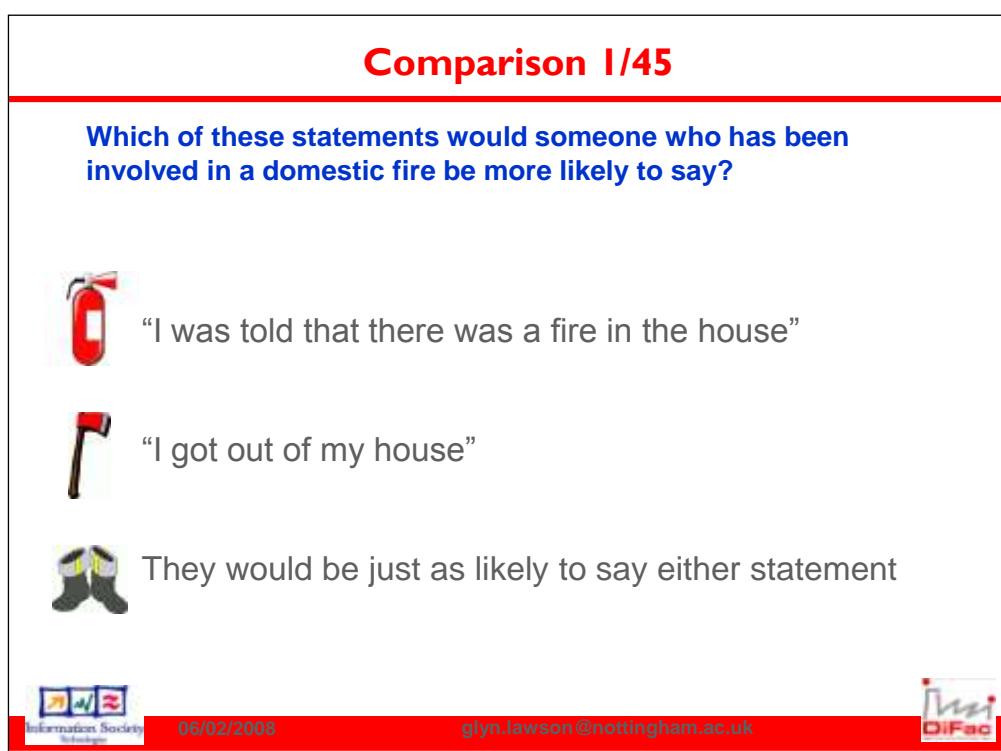 Comparison 1/45
Which of these statements would someone who has been
involved in a domestic fire be more likely to say?
“I was told that there was a fire in the house”
“I got out of my house”
They would be just as likely to say either statement
Information Society
Technologies
06/02/2008
glyn.lawson@nottingham.ac.uk
DiFac